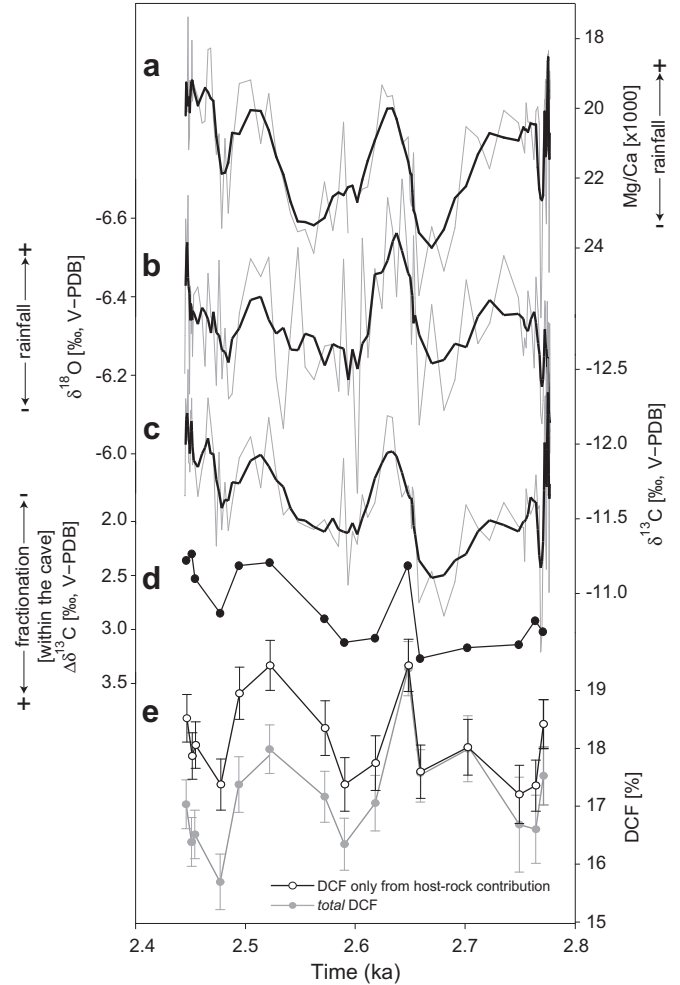 a
18
20
22
24
Mg/Ca [x1000]
- ←— rainfall —→ +
b
-6.6
-6.4
-6.2
-6.0
δ18O [‰, V−PDB]
- ←— rainfall —→ +
c
-12.5
-12.0
-11.5
-11.0
δ13C [‰, V−PDB]
d
2.0
2.5
3.0
3.5
+ ←— fractionation —→ -
[within the cave]
Δδ13C [‰, V−PDB]
e
19
18
17
16
15
DCF [%]
DCF only from host-rock contribution
total DCF
2.4 2.5 2.6 2.7 2.8
Time (ka)